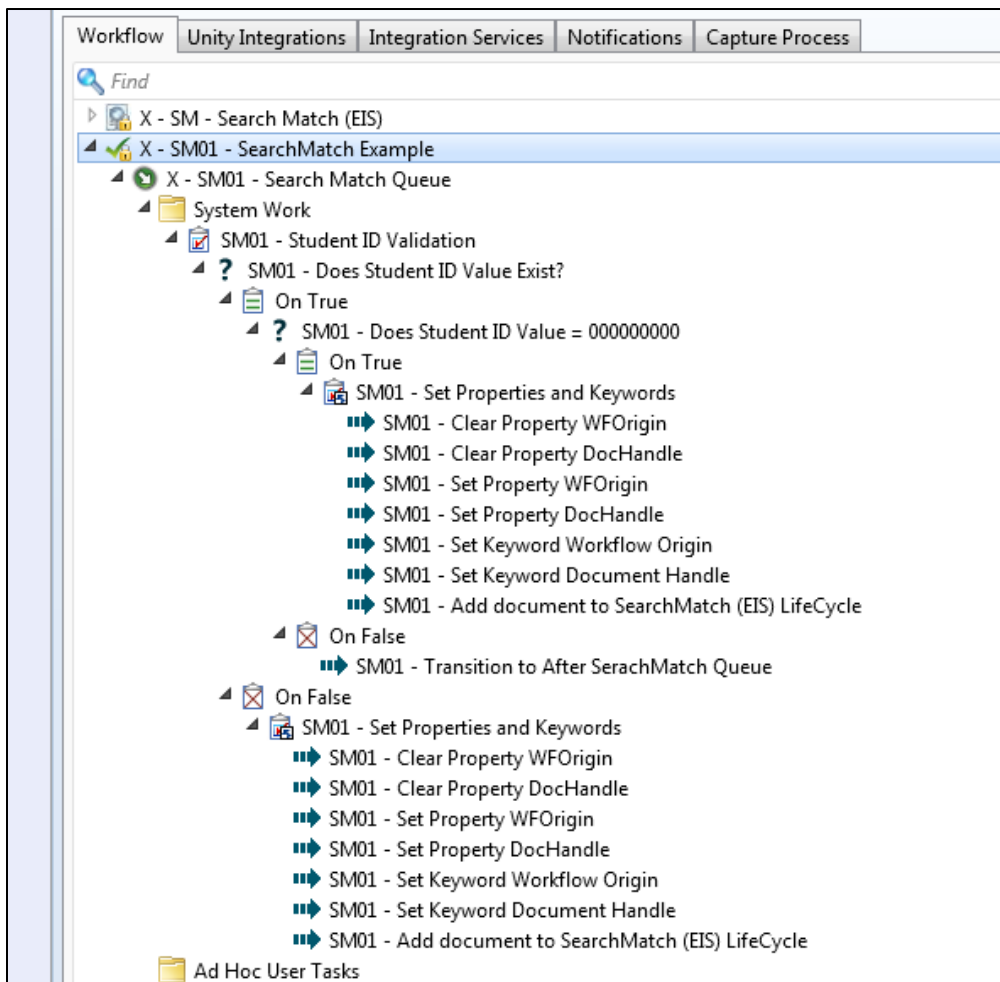 Workflow Unity Integrations Integration Services Notifications Capture Process
Find
X - SM - Search Match (EIS)
X - SM01 - SearchMatch Example
X - SM01 - Search Match Queue
System Work
SM01 - Student ID Validation
? SM01 - Does Student ID Value Exist?
On True
? SM01 - Does Student ID Value = 000000000
On True
SM01 - Set Properties and Keywords
SM01 - Clear Property WFOrigin
SM01 - Clear Property DocHandle
SM01 - Set Property WFOrigin
SM01 - Set Property DocHandle
SM01 - Set Keyword Workflow Origin
SM01 - Set Keyword Document Handle
SM01 - Add document to SearchMatch (EIS) LifeCycle
On False
SM01 - Transition to After SerachMatch Queue
On False
SM01 - Set Properties and Keywords
SM01 - Clear Property WFOrigin
SM01 - Clear Property DocHandle
SM01 - Set Property WFOrigin
SM01 - Set Property DocHandle
SM01 - Set Keyword Workflow Origin
SM01 - Set Keyword Document Handle
SM01 - Add document to SearchMatch (EIS) LifeCycle
Ad Hoc User Tasks